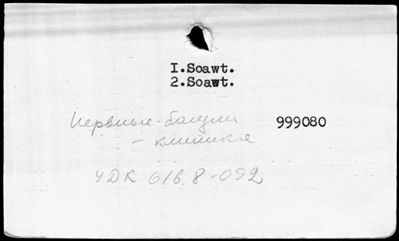 I.Soawt.
2.Soawt.
Нервные-болезни 999080
- клиника
УДК 616.8-092